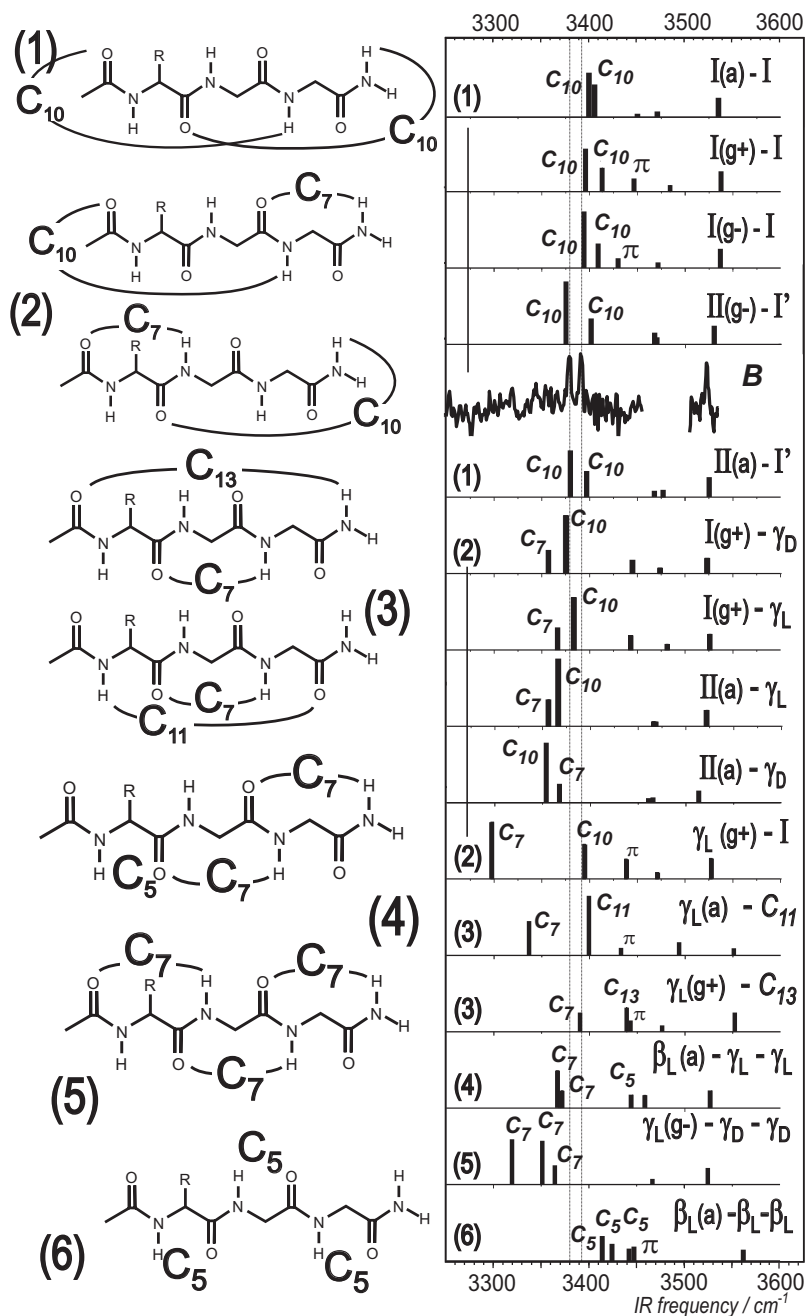 3300 3400 3500 3600
(1)
O R H O H
N N N N H
H O H O
C10 C10
(1) C10 C10 I(a) - I
C10 C10 π I(g+) - I
C10 C10 π I(g-) - I
C10 C10 II(g-) - I'
B
(2)
C7
O R H O H
N N N N H
H O H O
C10
C7
O R H O H
N N N N H
H O H O
C10
(1) C10 C10 II(a) - I'
(2) C7 C10 I(g+) - γD
C7 C10 I(g+) - γL
C7 C10 II(a) - γL
C10 C7 II(a) - γD
(2) C7 C10 π γL(g+) - I
(3)
C13
O R H O H
N N N N H
H O H O
C7
O R H O H
N N N N H
H O H O
C7
C11
(3) C7 C11 π γL(a) - C11
(3) C7 C13 π γL(g+) - C13
(4)
C7
O R H O H
N N N N H
H O H O
C5 C7
(4) C7 C7 C5 βL(a) - γL - γL
(5)
C7 C7
O R H O H
N N N N H
H O H O
C7
(5) C7 C7 C7 γL(g-) - γD - γD
(6)
C5
O R H O H
N N N N H
H O H O
C5 C5
(6) C5 C5 C5 π βL(a) -βL-βL
3300 3400 3500 3600
IR frequency / cm-1